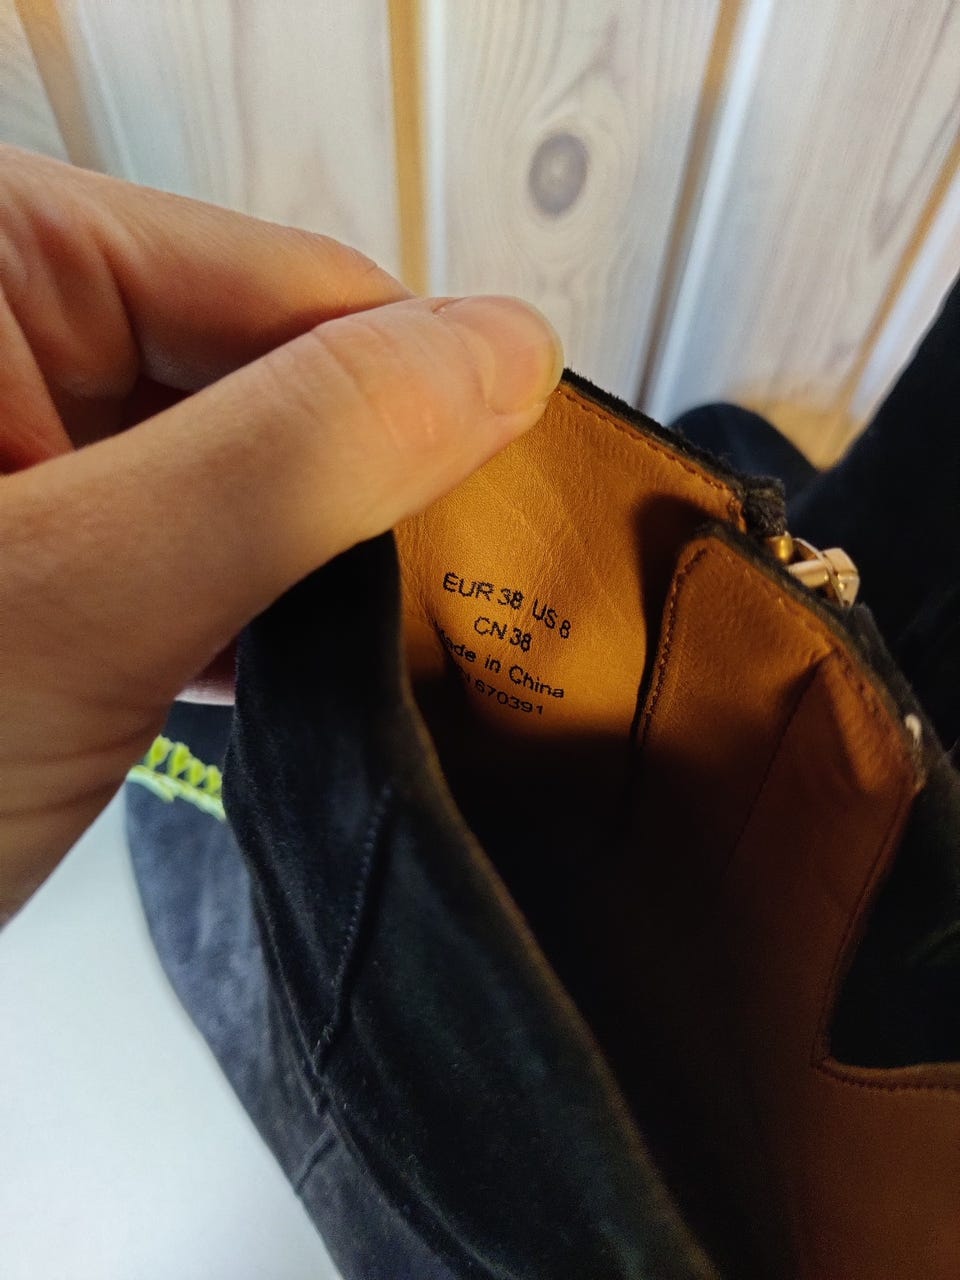 EUR 38 US 8
CN 38
Made in China
670391